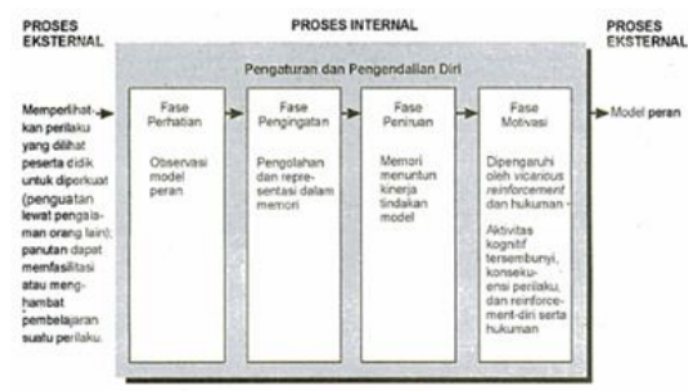 PROSES
EKSTERNAL
PROSES INTERNAL
PROSES
EKSTERNAL
Pengaturan dan Pengendalian Diri
Memperlihat-
kan perilaku
yang dilihat
peserta didik
untuk diperkuat
(penguatan
lewat pengala-
man orang lain);
panutan dapat
memfasilitasi
atau meng-
hambat
pembelajaran
suatu perilaku.
Fase
Perhatian
Observasi
model
peran
Fase
Pengingatan
Pengolahan
dan repre-
sentasi dalam
memori
Fase
Peniruan
Memori
menuntun
kinerja
tindakan
model
Fase
Motivasi
Dipengaruhi
oleh vicarious
reinforcement
dan hukuman -
Aktivitas
kognitif
tersembunyi,
konseku-
ensi perilaku,
dan reinforce-
ment-diri serta
hukuman
Model peran